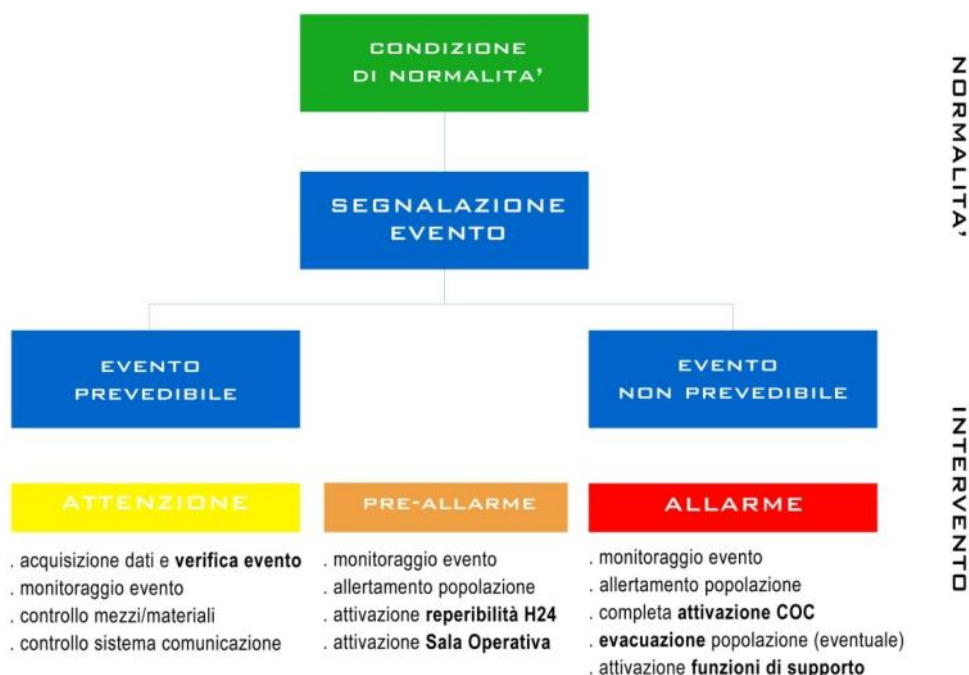 CONDIZIONE
DI NORMALITA'
SEGNALAZIONE
EVENTO
NORMALITA'
EVENTO
PREVEDIBILE
EVENTO
NON PREVEDIBILE
INTERVENTO
ATTENZIONE
. acquisizione dati e verifica evento
. monitoraggio evento
. controllo mezzi/materiali
. controllo sistema comunicazione
PRE-ALLARME
. monitoraggio evento
. allertamento popolazione
. attivazione reperibilità H24
. attivazione Sala Operativa
ALLARME
. monitoraggio evento
. allertamento popolazione
. completa attivazione COC
. evacuazione popolazione (eventuale)
. attivazione funzioni di supporto